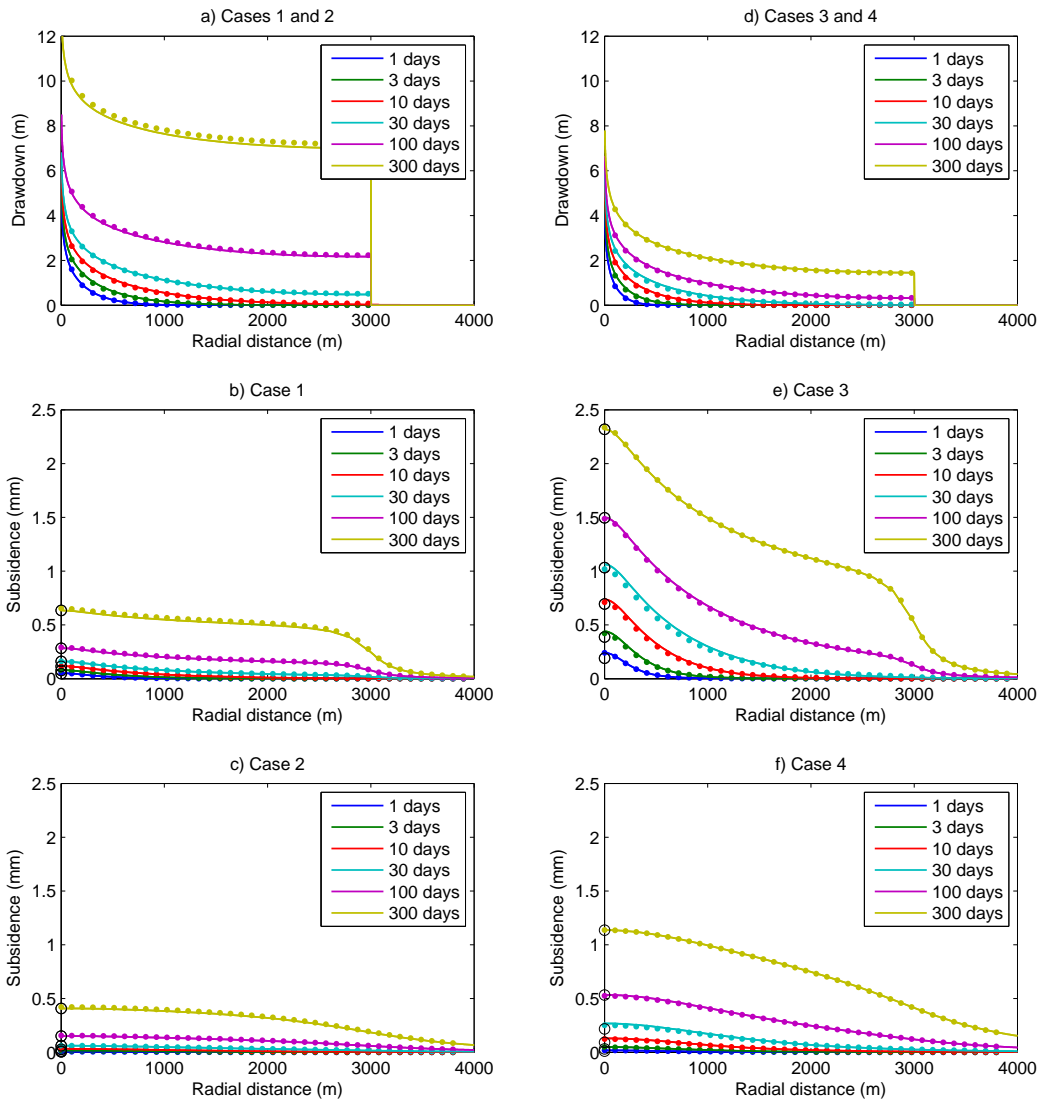 a) Cases 1 and 2
12
10
8
6
4
2
0
Drawdown (m)
0 1000 2000 3000 4000
Radial distance (m)
1 days
3 days
10 days
30 days
100 days
300 days
d) Cases 3 and 4
12
10
8
6
4
2
0
Drawdown (m)
0 1000 2000 3000 4000
Radial distance (m)
1 days
3 days
10 days
30 days
100 days
300 days
b) Case 1
2.5
2
1.5
1
0.5
0
Subsidence (mm)
0 1000 2000 3000 4000
Radial distance (m)
1 days
3 days
10 days
30 days
100 days
300 days
e) Case 3
2.5
2
1.5
1
0.5
0
Subsidence (mm)
0 1000 2000 3000 4000
Radial distance (m)
1 days
3 days
10 days
30 days
100 days
300 days
c) Case 2
2.5
2
1.5
1
0.5
0
Subsidence (mm)
0 1000 2000 3000 4000
Radial distance (m)
1 days
3 days
10 days
30 days
100 days
300 days
f) Case 4
2.5
2
1.5
1
0.5
0
Subsidence (mm)
0 1000 2000 3000 4000
Radial distance (m)
1 days
3 days
10 days
30 days
100 days
300 days